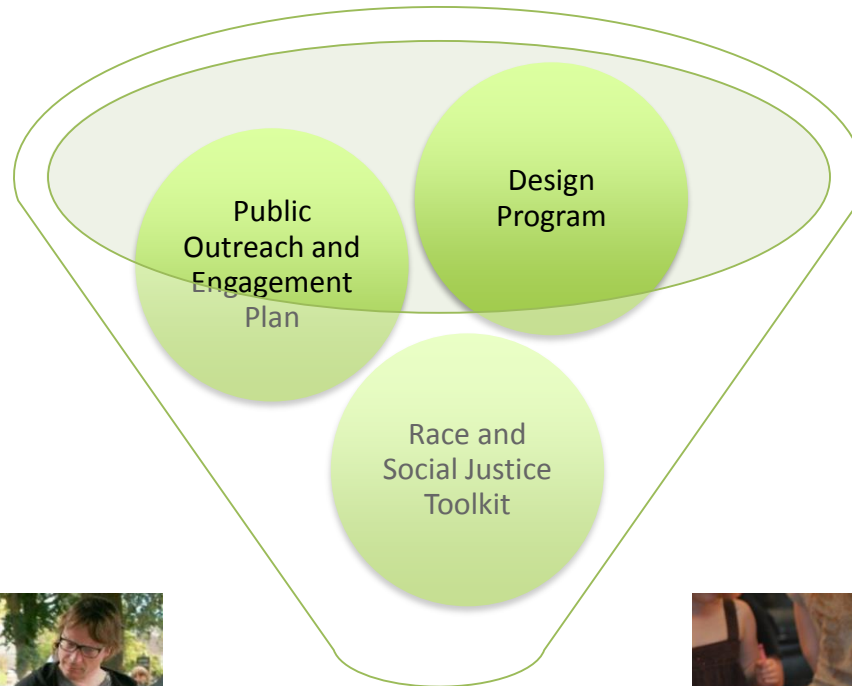 Public
Outreach and
Engagement
Plan
Design
Program
Race and
Social Justice
Toolkit